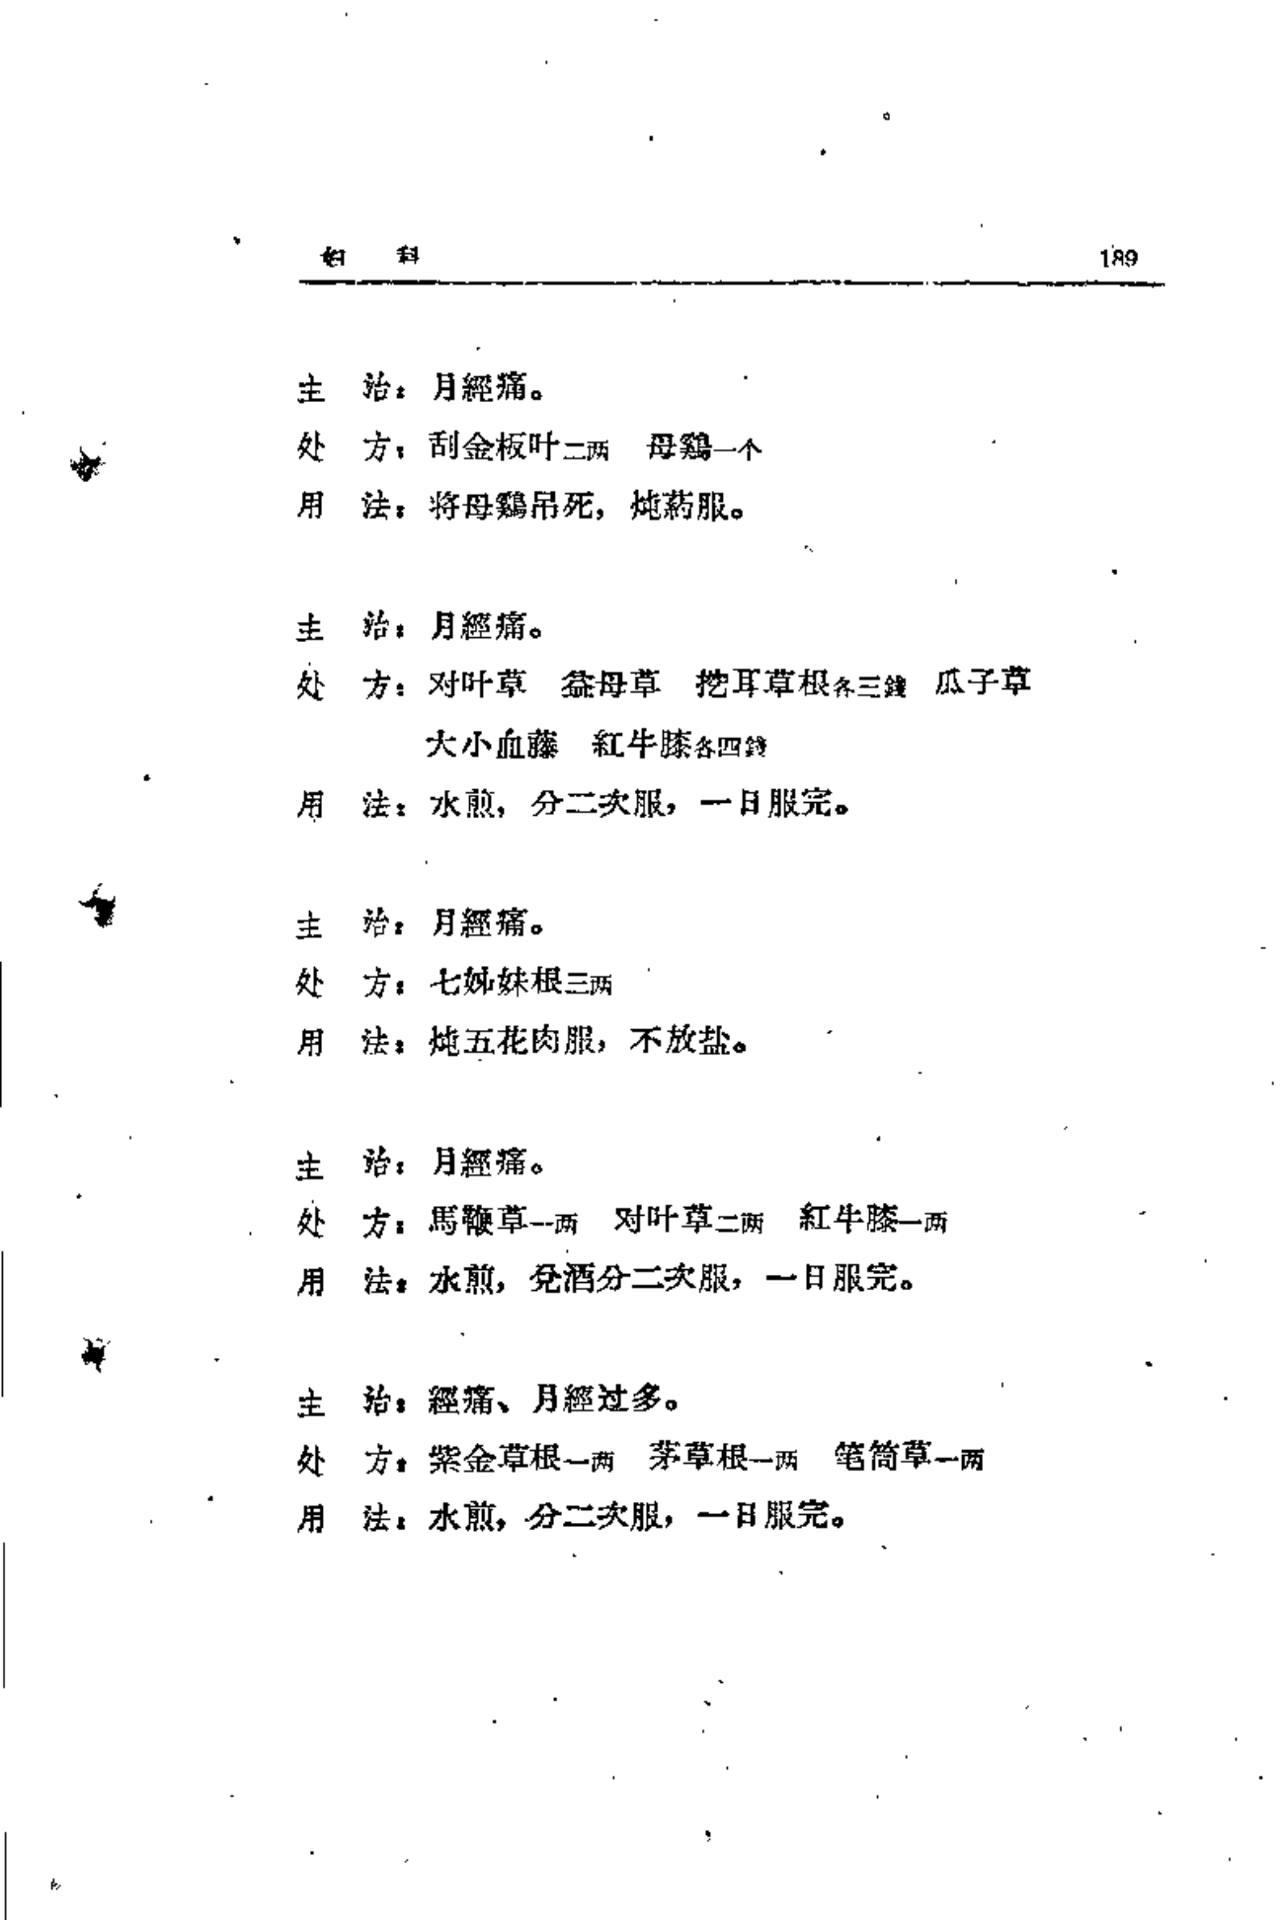 妇 科 189
主 治：月經痛。
处 方：刮金板叶二两 母鷄一个
用 法：将母鷄吊死，炖葯服。
主 治：月經痛。
处 方：对叶草 益母草 挖耳草根各三錢 瓜子草
大小血藤 紅牛膝各四錢
用 法：水煎，分二次服，一日服完。
主 治：月經痛。
处 方：七姊妹根三两
用 法：炖五花肉服，不放盐。
主 治：月經痛。
处 方：馬鞭草一两 对叶草二两 紅牛膝一两
用 法：水煎，兌酒分二次服，一日服完。
主 治：經痛、月經过多。
处 方：紫金草根一两 茅草根一两 笔筒草一两
用 法：水煎，分二次服，一日服完。